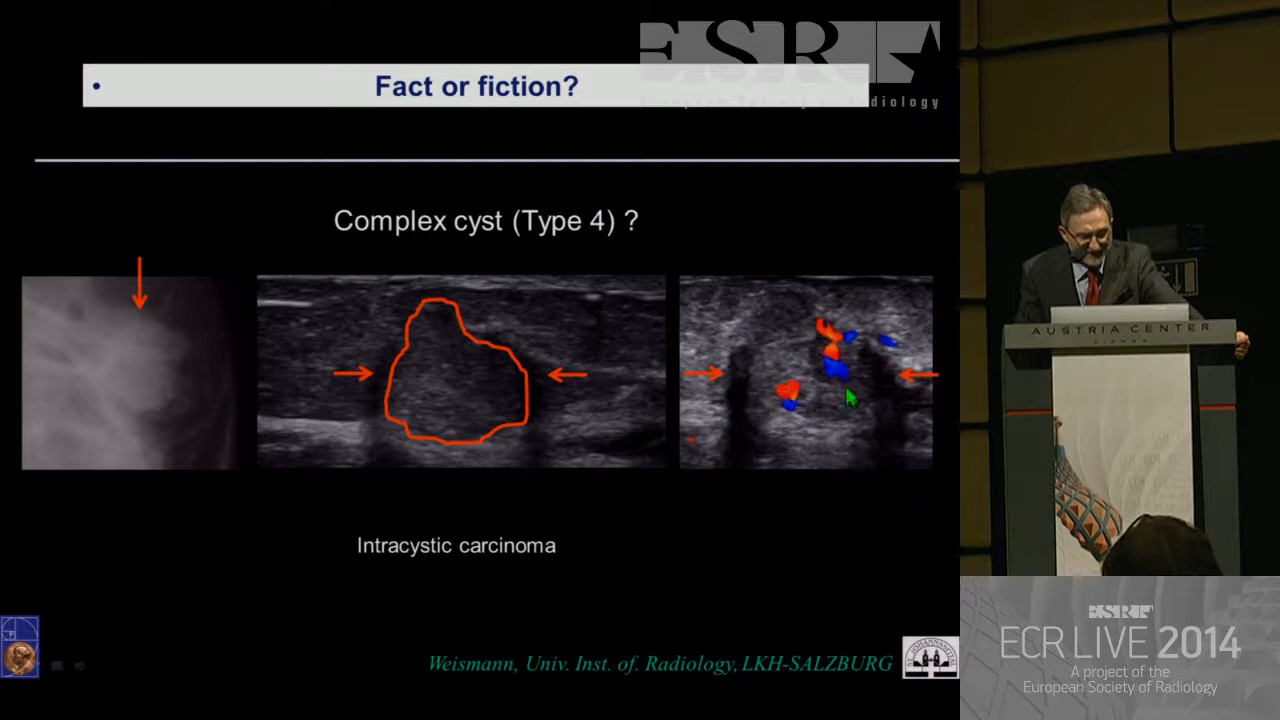 ESR
• Fact or fiction?
diology
Complex cyst (Type 4) ?
Intracystic carcinoma
Weismann, Univ. Inst. of. Radiology, LKH-SALZBURG
AUSTRIA CENTER
VIENNA
ESR
ECR LIVE 2014
A project of the
European Society of Radiology